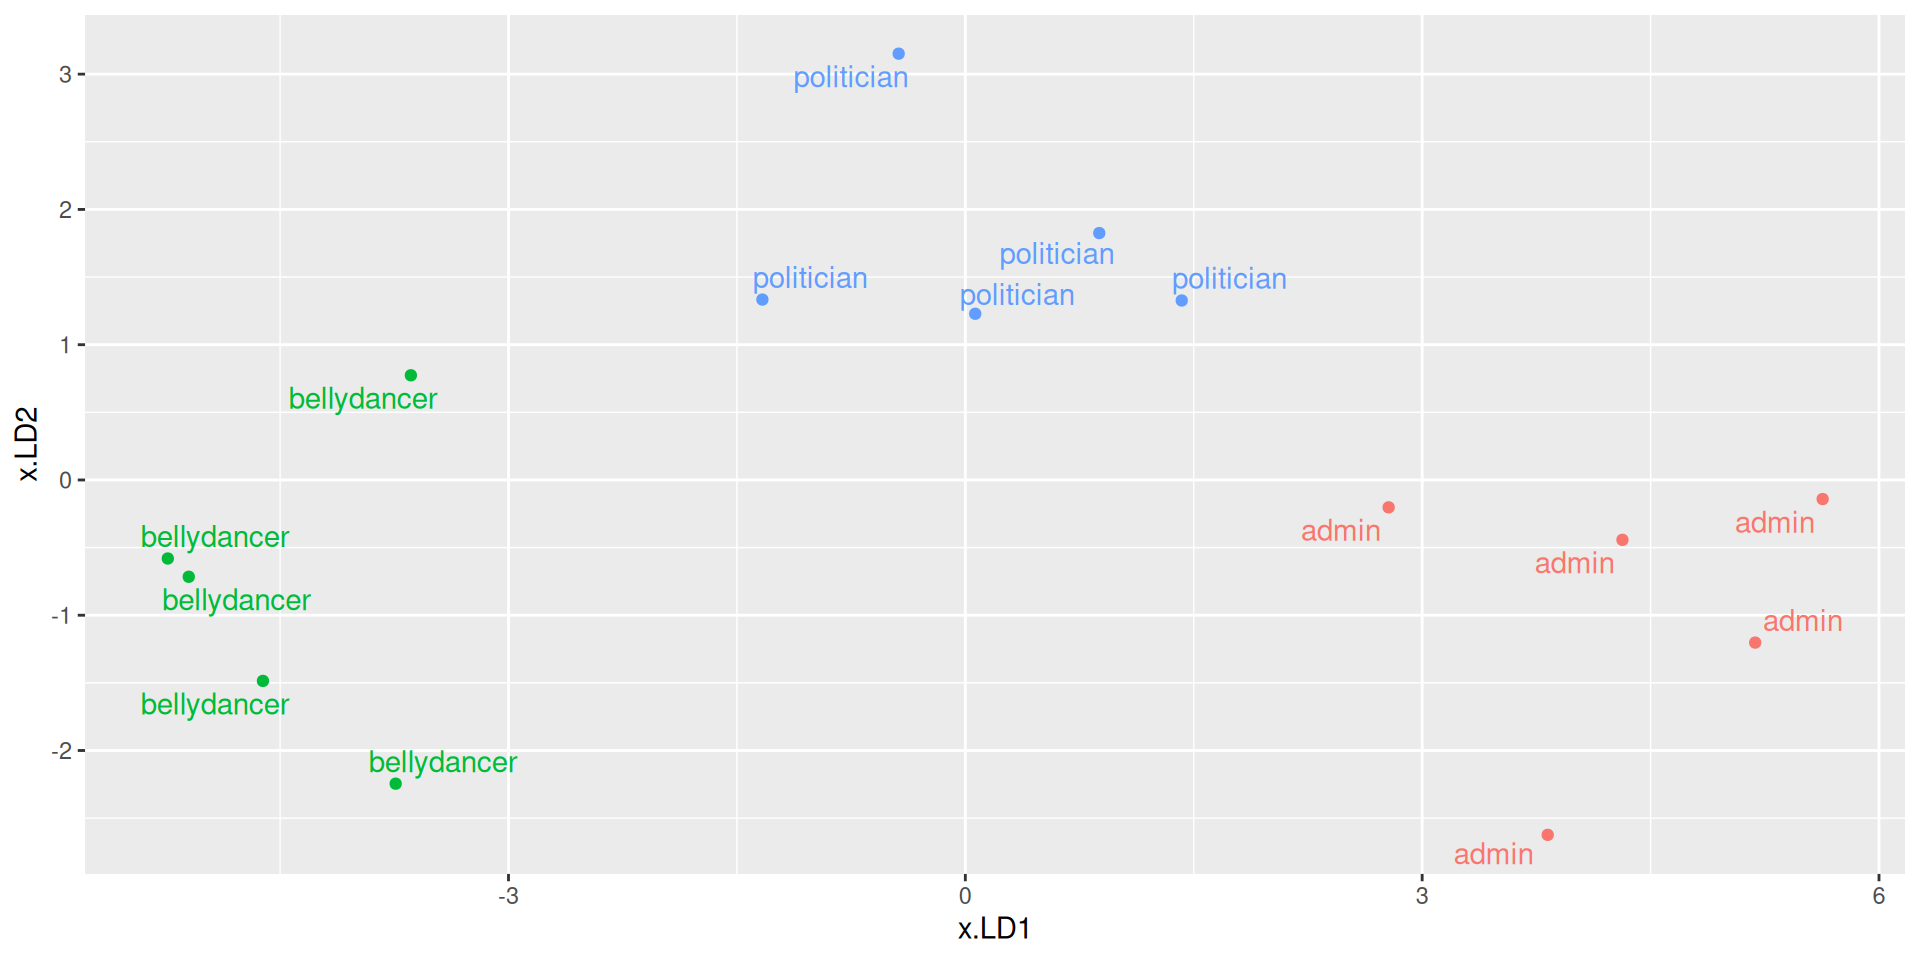 3
politician
2
politician
politician
politician
politician
1
bellydancer
x.LD2
0
admin
admin
bellydancer
admin
bellydancer
-1
admin
bellydancer
-2
bellydancer
admin
-3
0
3
6
x.LD1